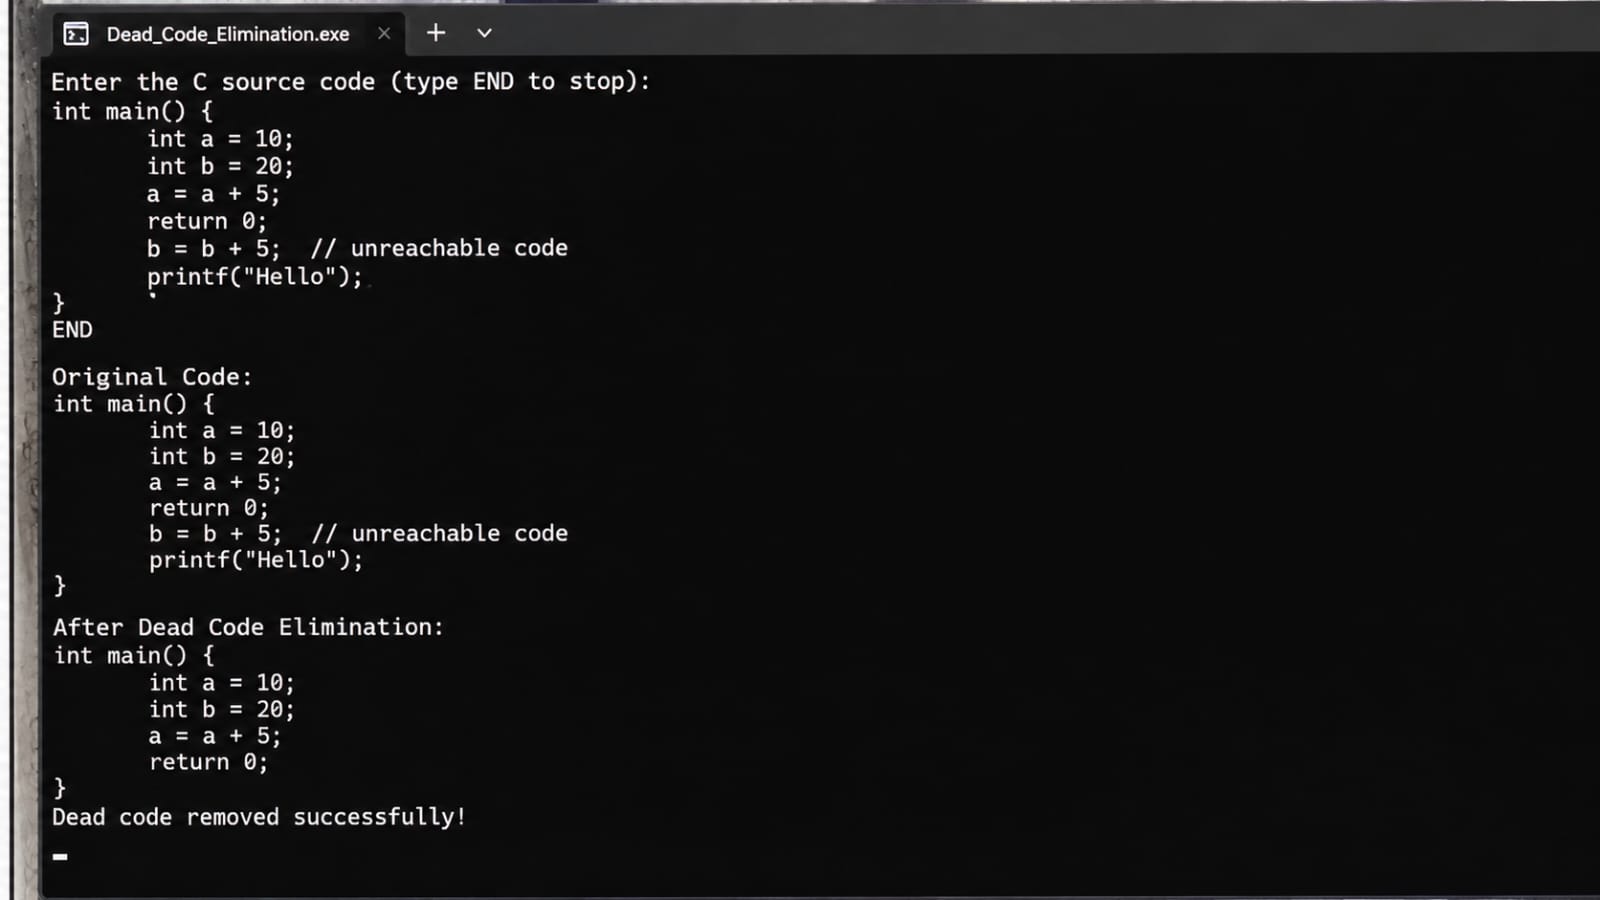 Dead_Code_Elimination.exe
Enter the C source code (type END to stop):
int main() {
       int a = 10;
       int b = 20;
       a = a + 5;
       return 0;
       b = b + 5;  // unreachable code
       printf("Hello");
}
END
Original Code:
int main() {
       int a = 10;
       int b = 20;
       a = a + 5;
       return 0;
       b = b + 5;  // unreachable code
       printf("Hello");
}
After Dead Code Elimination:
int main() {
       int a = 10;
       int b = 20;
       a = a + 5;
       return 0;
}
Dead code removed successfully!